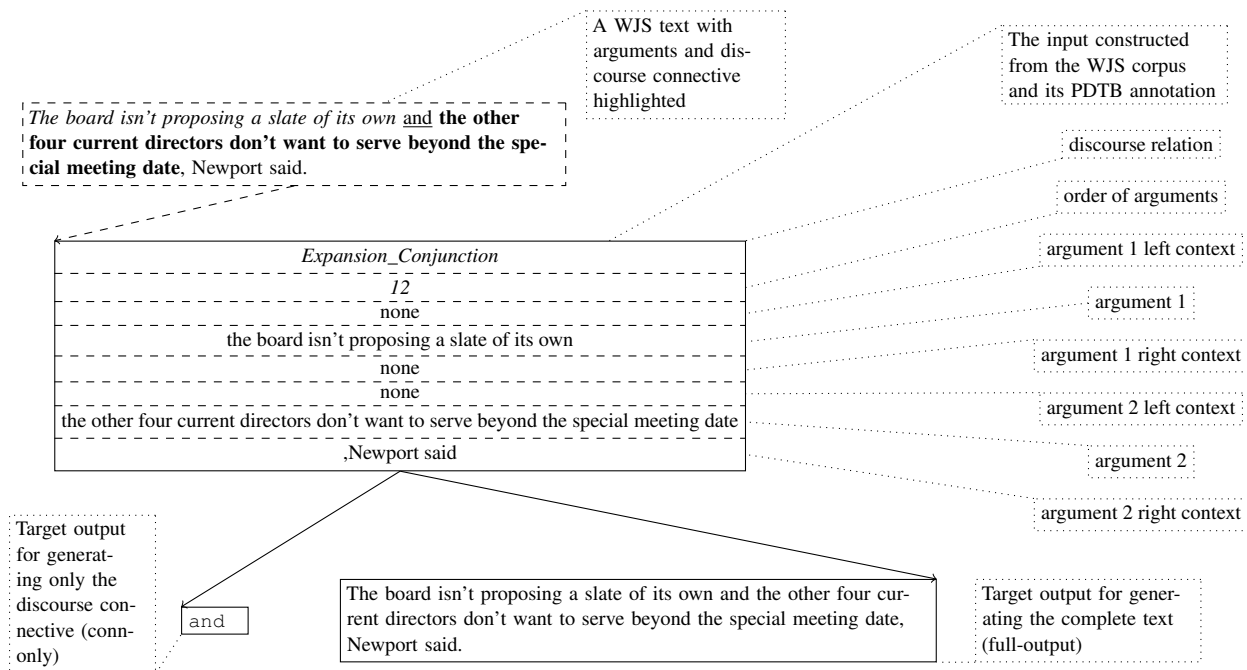 A WJS text with
arguments and dis-
course connective
highlighted
The input constructed
from the WJS corpus
and its PDTB annotation
The board isn't proposing a slate of its own and the other
four current directors don't want to serve beyond the spe-
cial meeting date, Newport said.
discourse relation
order of arguments
argument 1 left context
argument 1
argument 1 right context
argument 2 left context
argument 2
argument 2 right context
Expansion_Conjunction
12
none
the board isn't proposing a slate of its own
none
none
the other four current directors don't want to serve beyond the special meeting date
,Newport said
Target output
for generat-
ing only the
discourse con-
nective (conn-
only)
and
The board isn't proposing a slate of its own and the other four cur-
rent directors don't want to serve beyond the special meeting date,
Newport said.
Target output for gener-
ating the complete text
(full-output)